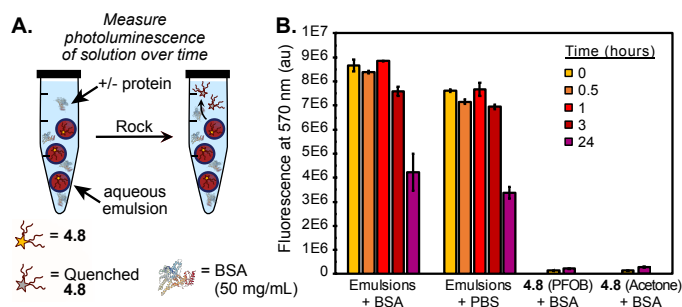 A.
Measure
photoluminescence
of solution over time
+/- protein
Rock
aqueous
emulsion
= 4.8
= Quenched
4.8
= BSA
(50 mg/mL)
B.
Fluorescence at 570 nm (au)
9E6
8E6
7E6
6E6
5E6
4E6
3E6
2E6
1E6
0
Time (hours)
0
0.5
1
3
24
Emulsions
+ BSA
Emulsions
+ PBS
4.8 (PFOB)
+ BSA
4.8 (Acetone)
+ BSA